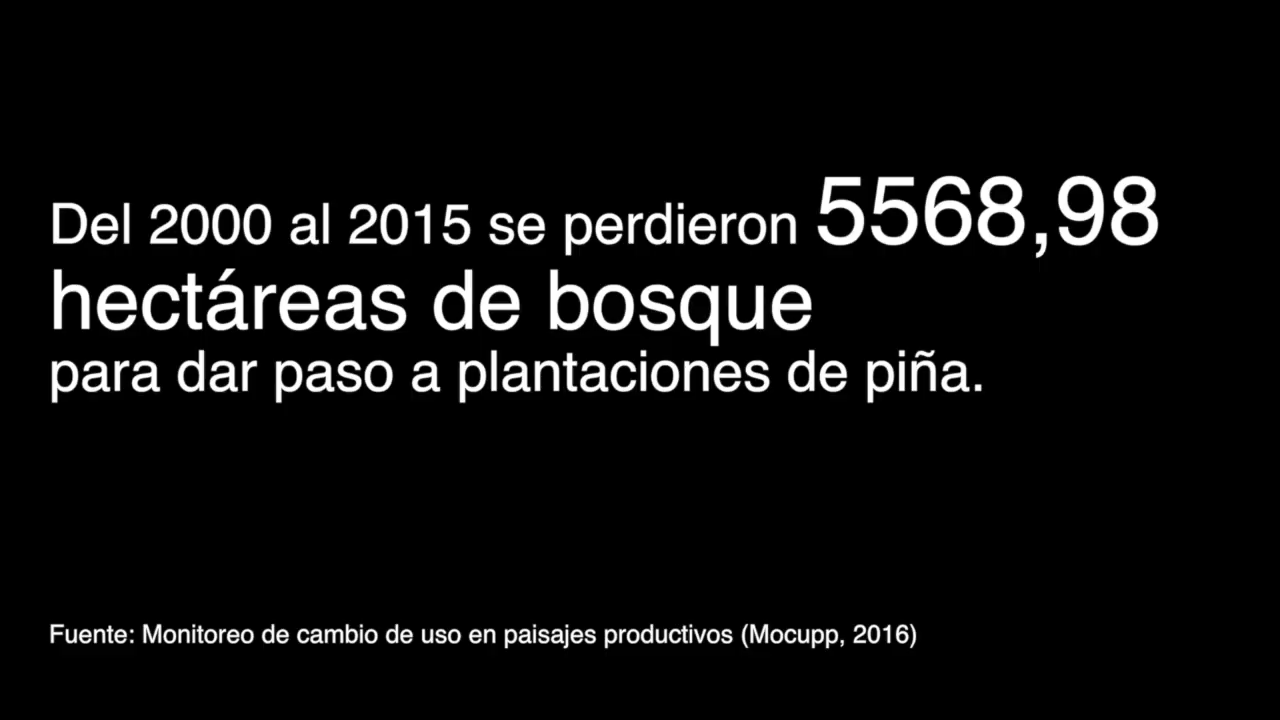 Del 2000 al 2015 se perdieron 5568,98
hectáreas de bosque
para dar paso a plantaciones de piña.
Fuente: Monitoreo de cambio de uso en paisajes productivos (Mocupp, 2016)